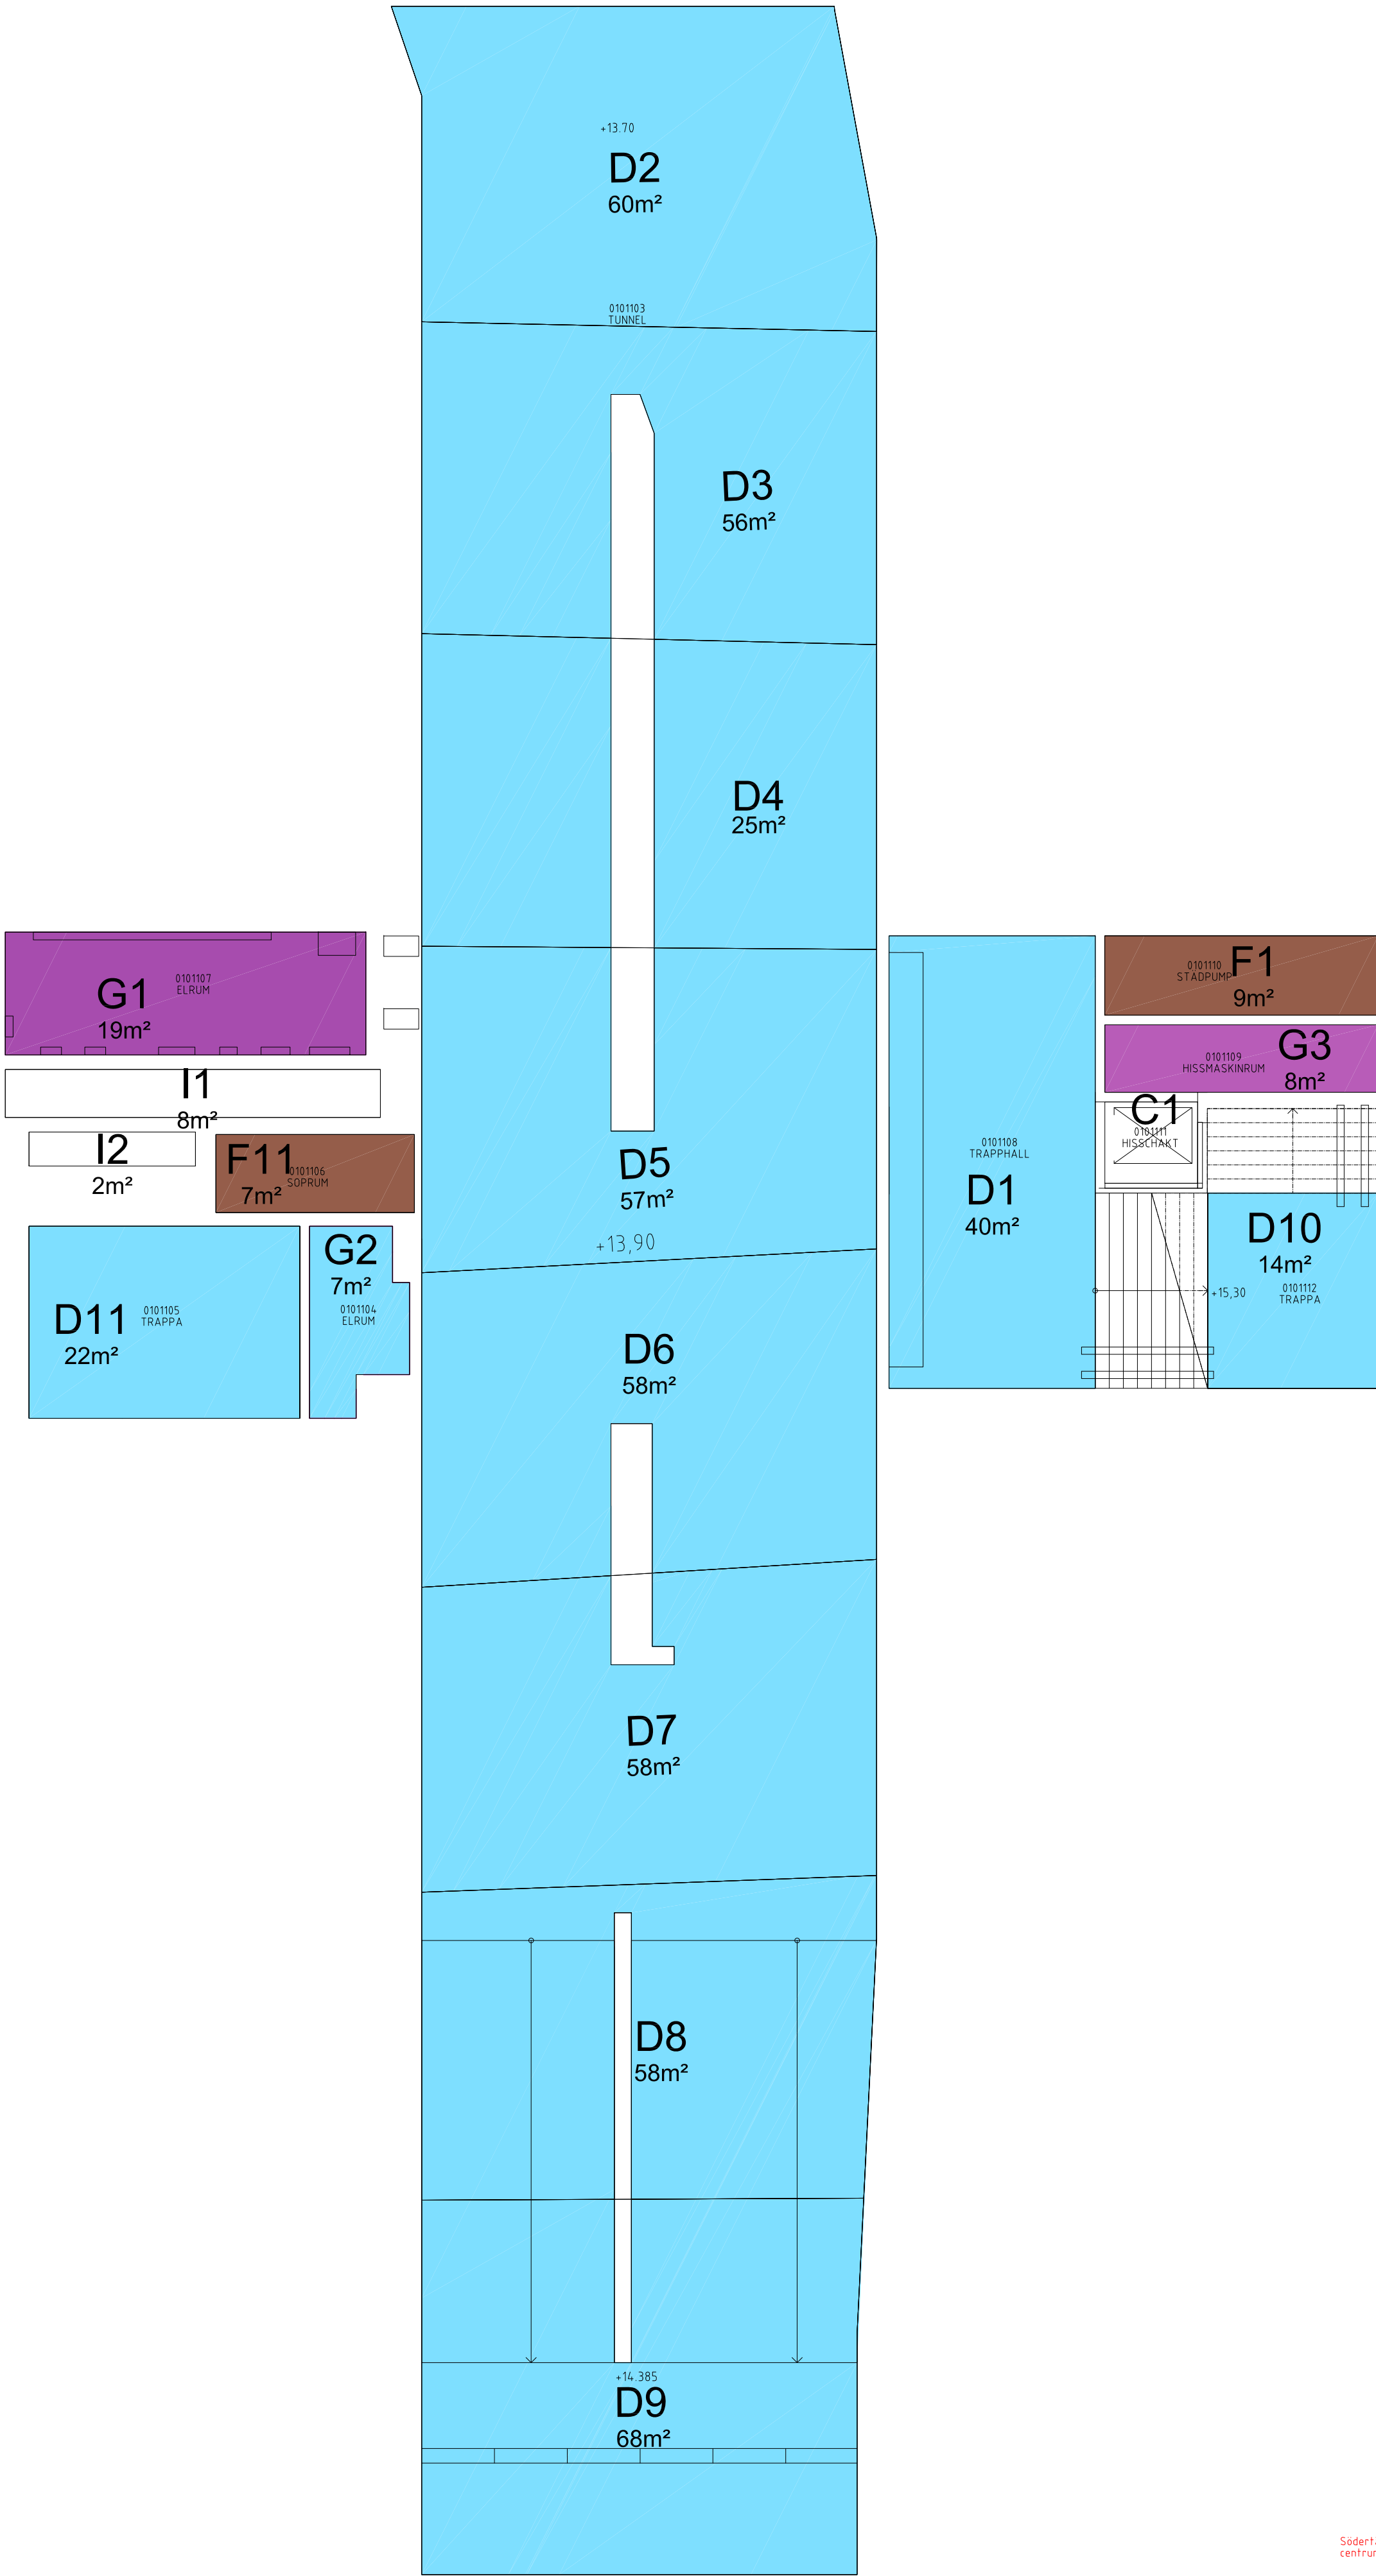 +13.70
D2
60m²
0101103
TUNNEL
D3
56m²
D4
25m²
G1
19m²
0101107
ELRUM
I1
8m²
I2
2m²
F11
7m²
0101106
SOPRUM
D11
22m²
0101105
TRAPPA
G2
7m²
0101104
ELRUM
D5
57m²
+13,90
D6
58m²
D7
58m²
D8
58m²
+14.385
D9
68m²
0101108
TRAPPHALL
D1
40m²
0101110
STADPUMP
F1
9m²
0101109
HISSMASKINRUM
G3
8m²
C1
0101111
HISSCHAKT
D10
14m²
0101112
TRAPPA
+15,30